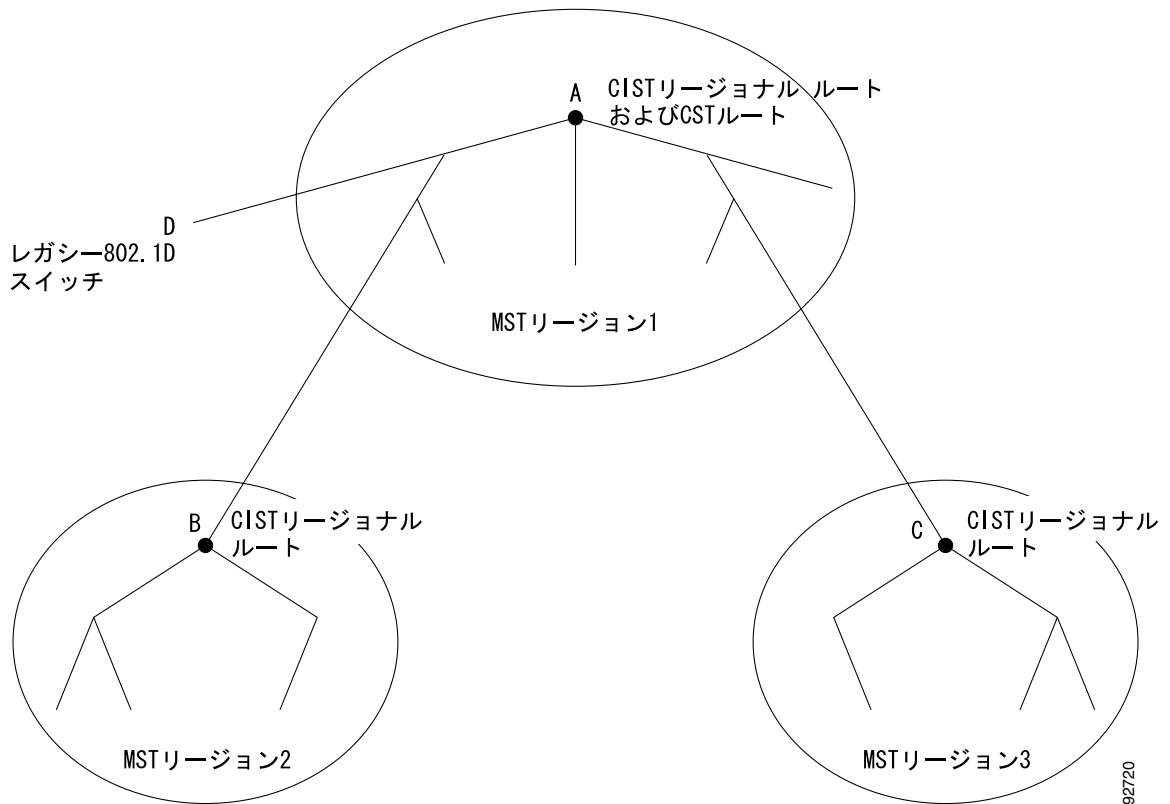 A
CISTリージョナル ルート
およびCSTルート
D
レガシー802.1D
スイッチ
MSTリージョン1
B
CISTリージョナル
ルート
C
CISTリージョナル
ルート
MSTリージョン2
MSTリージョン3
92720